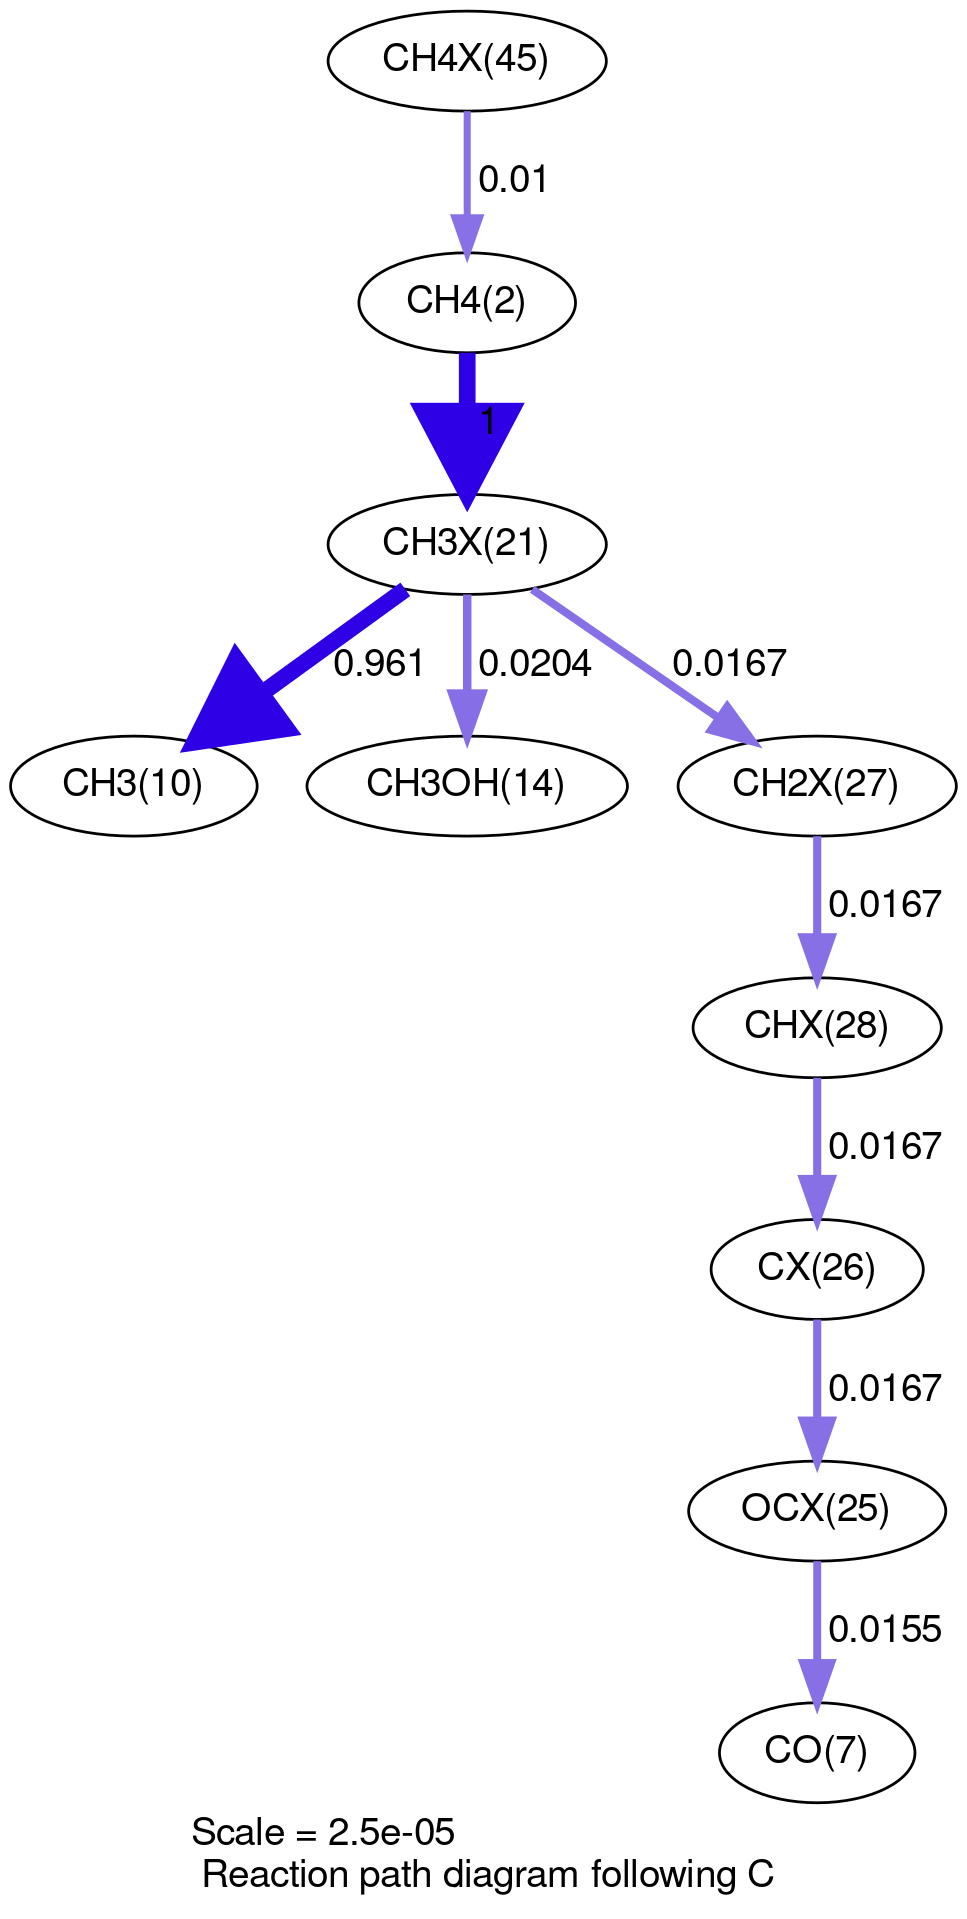 CH4X(45)
0.01
CH4(2)
1
CH3X(21)
0.961
0.0204
0.0167
CH3(10)
CH3OH(14)
CH2X(27)
0.0167
CHX(28)
0.0167
CX(26)
0.0167
OCX(25)
0.0155
CO(7)
Scale = 2.5e-05
Reaction path diagram following C